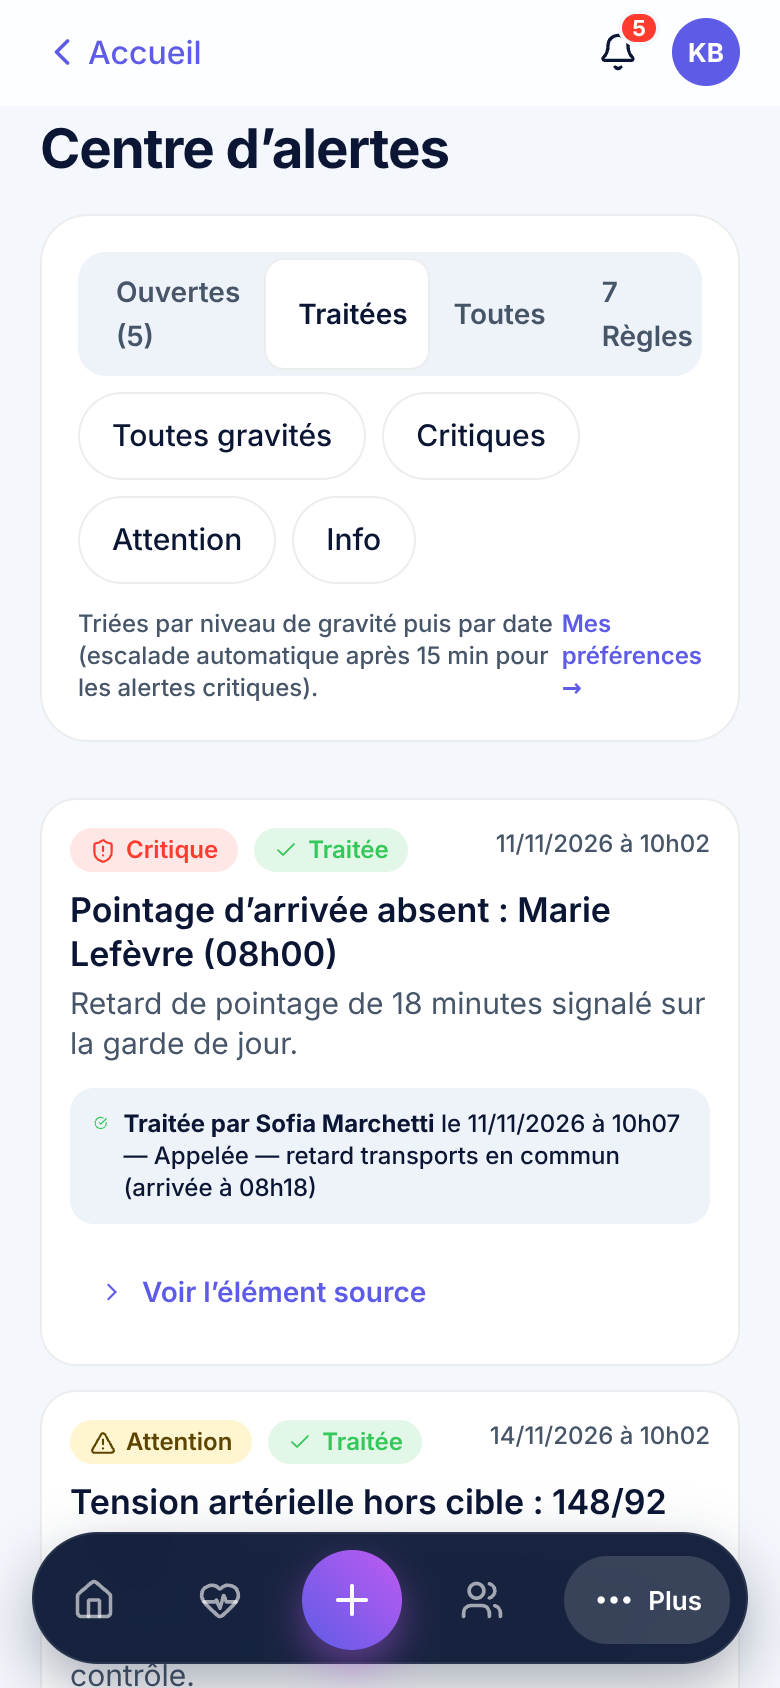 Accueil
5
KB
Centre d’alertes
Ouvertes (5)
Traitées
Toutes
7 Règles
Toutes gravités
Critiques
Attention
Info
Triées par niveau de gravité puis par date
(escalade automatique après 15 min pour
les alertes critiques).
Mes
préférences
→
Critique
Traitée
11/11/2026 à 10h02
Pointage d’arrivée absent : Marie
Lefèvre (08h00)
Retard de pointage de 18 minutes signalé sur
la garde de jour.
Traitée par Sofia Marchetti le 11/11/2026 à 10h07
— Appelée — retard transports en commun
(arrivée à 08h18)
Voir l’élément source
Attention
Traitée
14/11/2026 à 10h02
Tension artérielle hors cible : 148/92
Plus
contrôle.